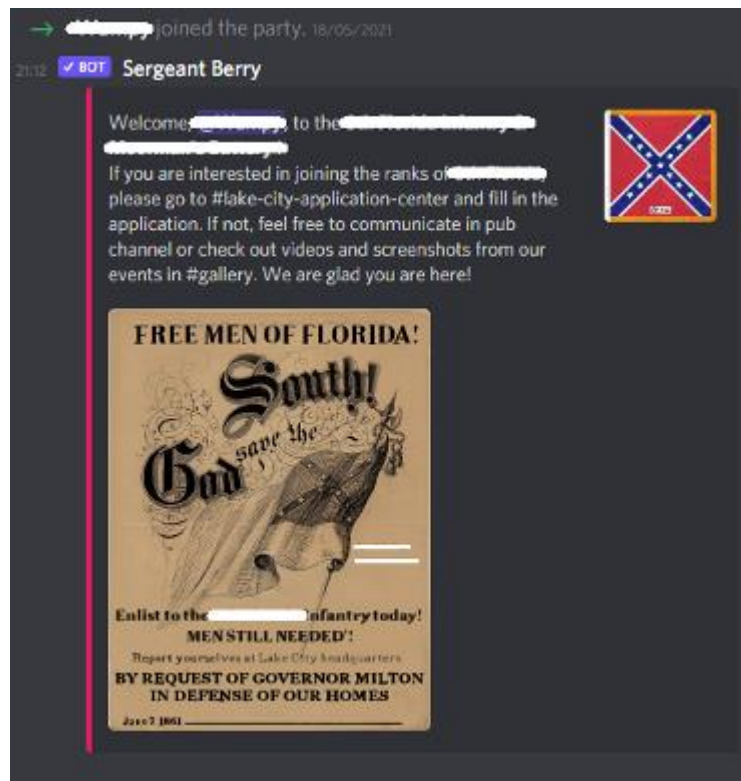 joined the party. 18/05/2021
21:12 BOT Sergeant Berry
Welcome, to the
If you are interested in joining the ranks of
please go to #lake-city-application-center and fill in the
application. If not, feel free to communicate in pub
channel or check out videos and screenshots from our
events in #gallery. We are glad you are here!
FREE MEN OF FLORIDA!
South!
save the
God
Enlist to the Infantry today!
MEN STILL NEEDED'!
Report yourselves at Lake City headquarters
BY REQUEST OF GOVERNOR MILTON
IN DEFENSE OF OUR HOMES
June 7 1861